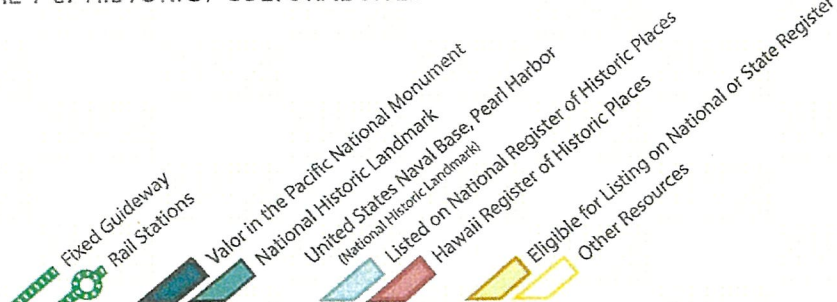 Fixed Guideway
Rail Stations
Valor in the Pacific National Monument
National Historic Landmark
United States Naval Base, Pearl Harbor
(National Historic Landmark)
Listed on National Register of Historic Places
Hawaii Register of Historic Places
Eligible for Listing on National or State Register
Other Resources